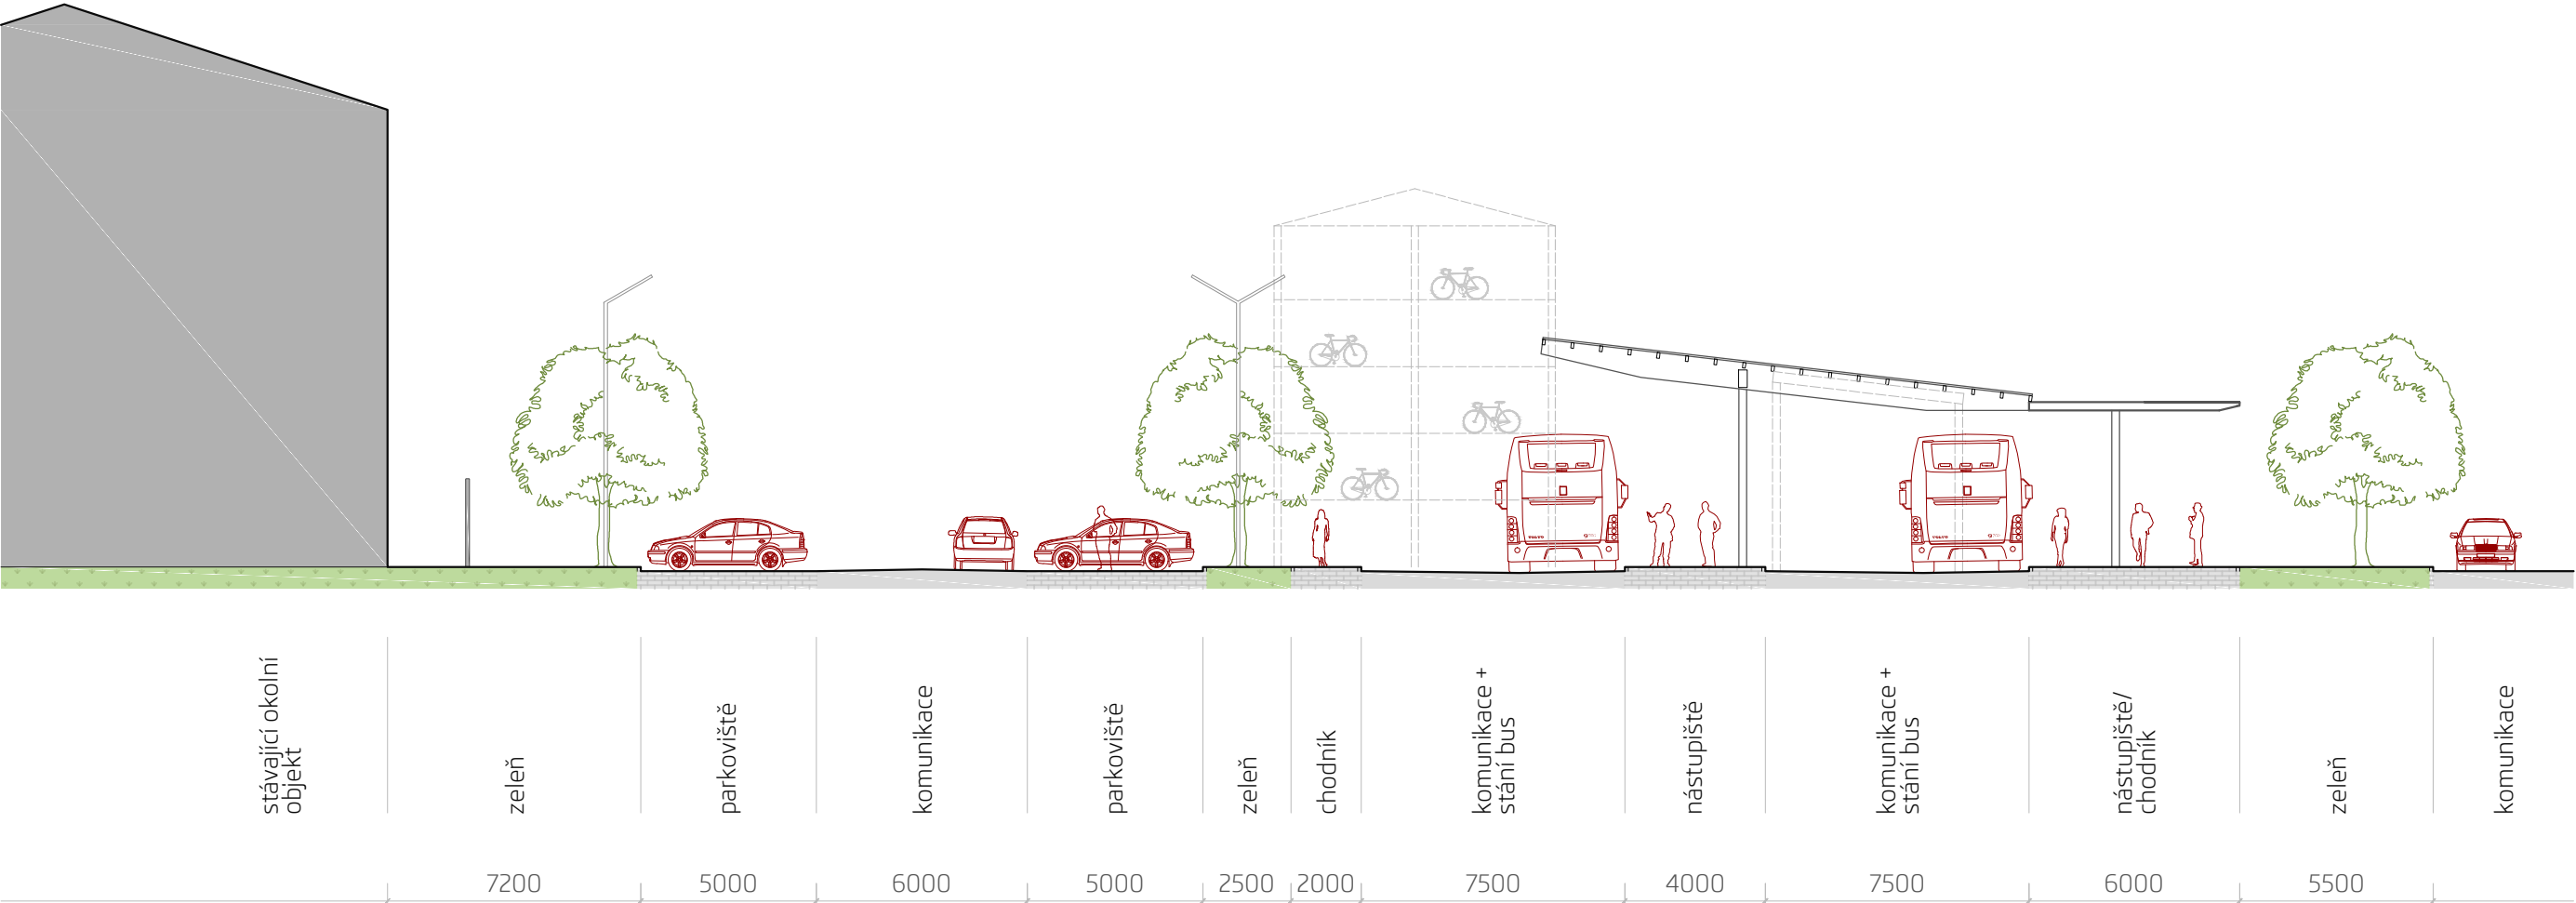 stávající okolní
objekt
zeleň
parkoviště
komunikace
parkoviště
zeleň
chodník
komunikace +
stání bus
nástupiště
komunikace +
stání bus
nástupiště/
chodník
zeleň
komunikace
7200
5000
6000
5000
2500
2000
7500
4000
7500
6000
5500